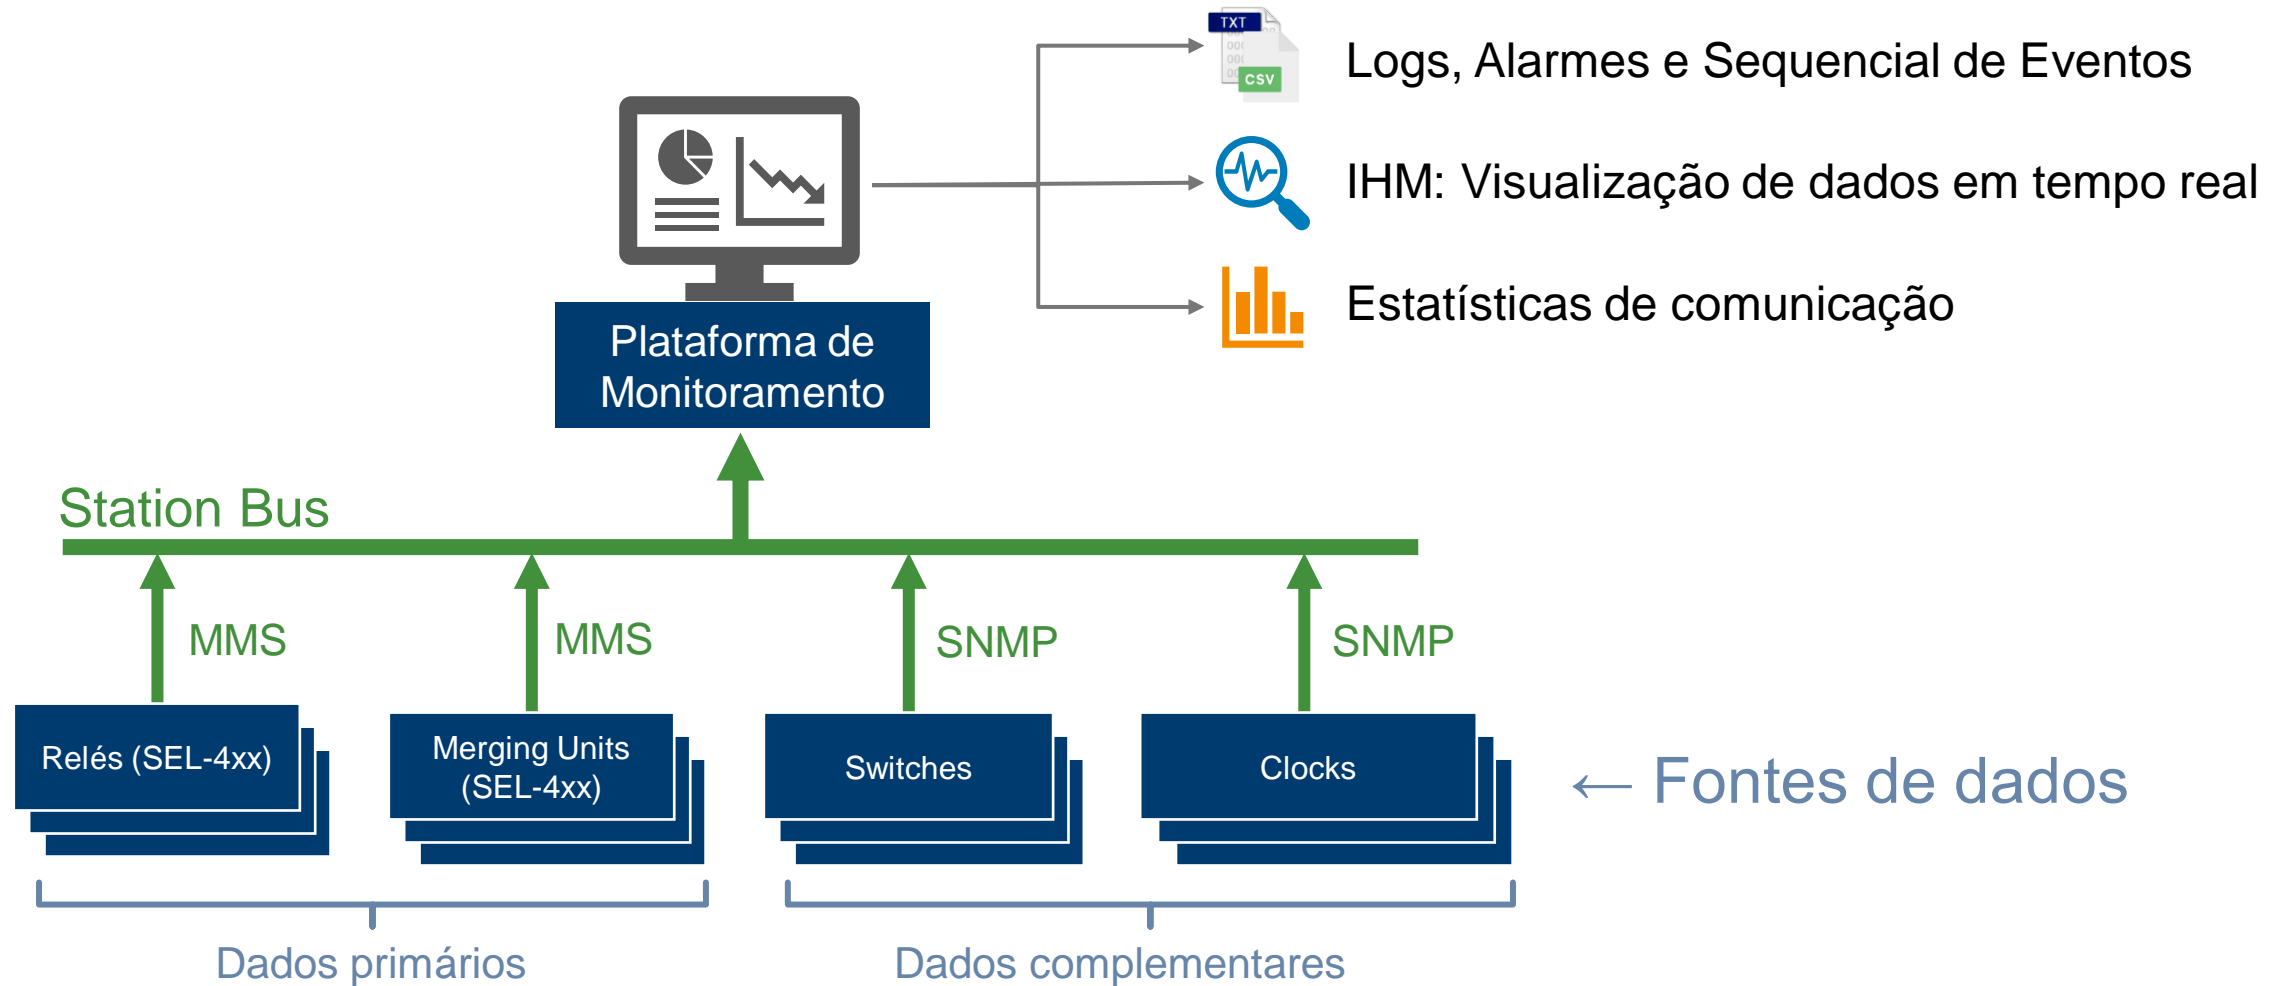 TXT
CSV
Logs, Alarmes e Sequencial de Eventos
IHM: Visualização de dados em tempo real
Estatísticas de comunicação
Plataforma de
Monitoramento
Station Bus
MMS
MMS
SNMP
SNMP
Relés (SEL-4xx)
Merging Units
(SEL-4xx)
Switches
Clocks
← Fontes de dados
Dados primários
Dados complementares